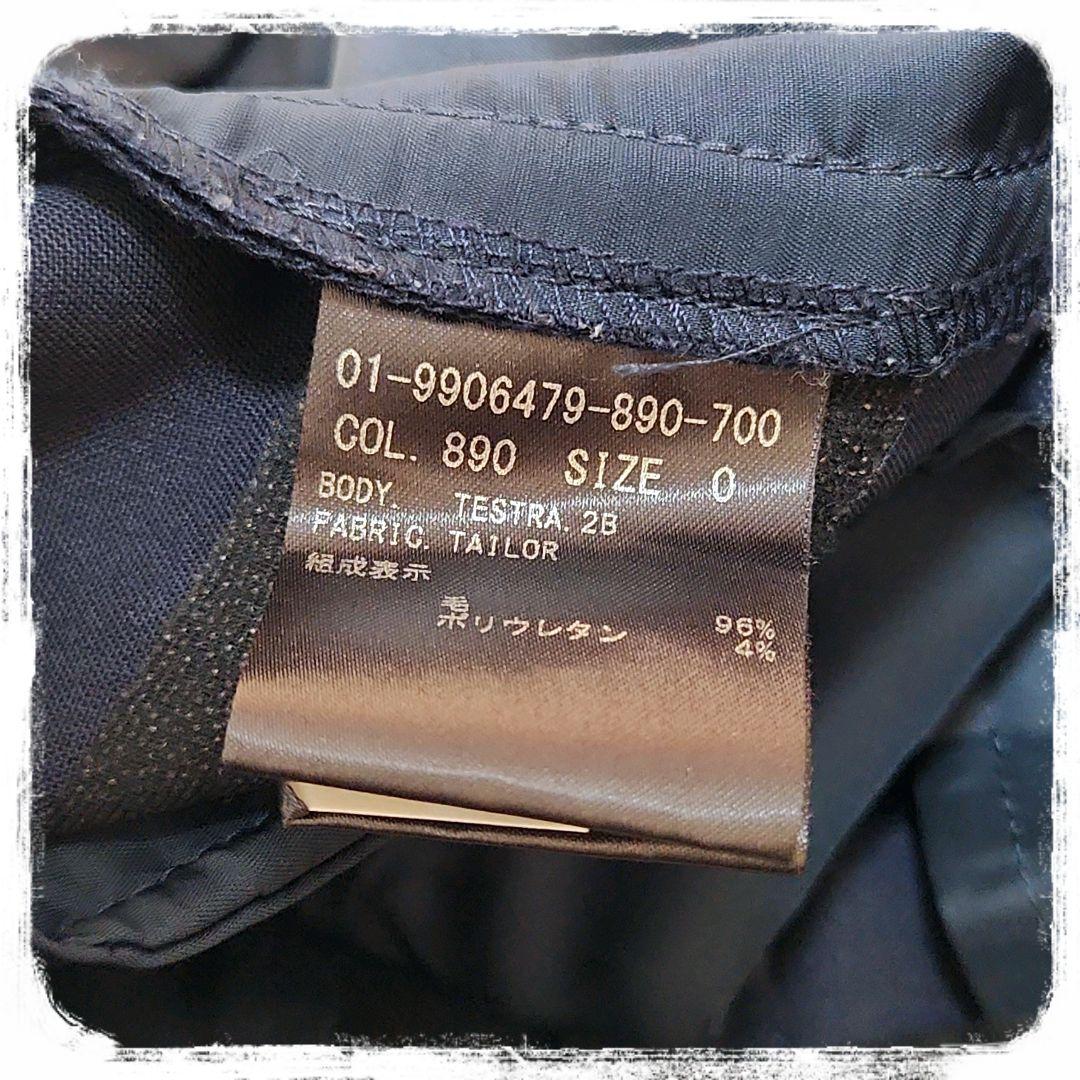 01-9906479-890-700
COL. 890 SIZE 0
BODY. TESTRA.2B
FABRIC. TAILOR
組成表示
毛 96%
ポリウレタン 4%